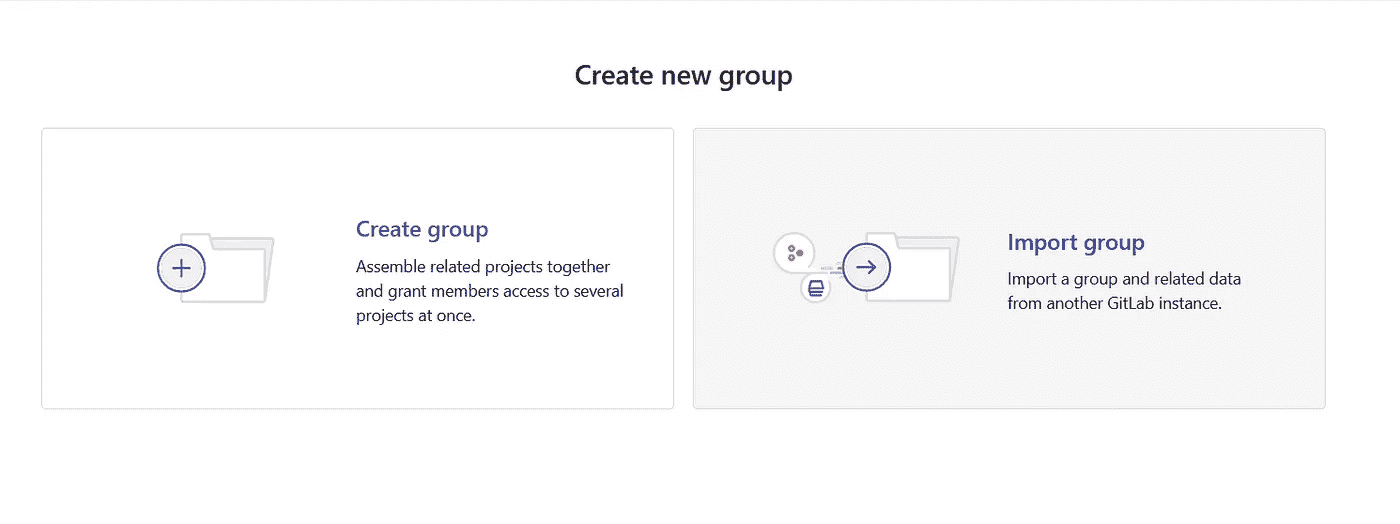 Create new group
Create group
Assemble related projects together
and grant members access to several
projects at once.
Import group
Import a group and related data
from another GitLab instance.